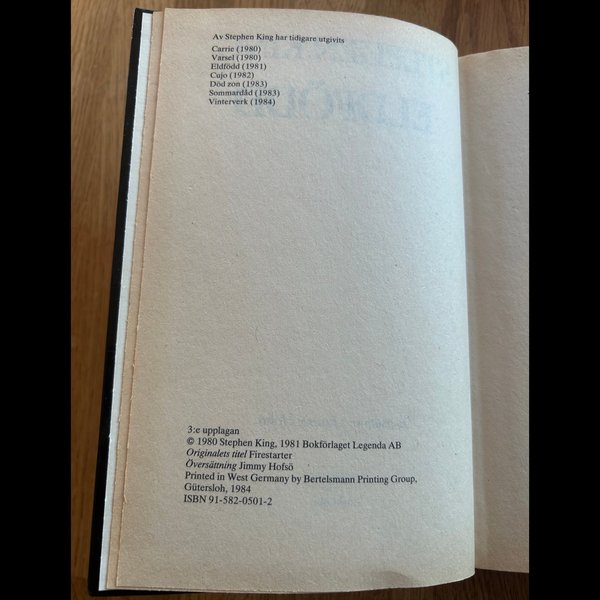 Av Stephen King har tidigare utgivits
Carrie (1980)
Varsel (1980)
Eldfödd (1981)
Cujo (1982)
Död zon (1983)
Sommardåd (1983)
Vinterverk (1984)
3:e upplagan
© 1980 Stephen King, 1981 Bokförlaget Legenda AB
Originalets titel Firestarter
Översättning Jimmy Hofsö
Printed in West Germany by Bertelsmann Printing Group,
Gütersloh, 1984
ISBN 91-582-0501-2